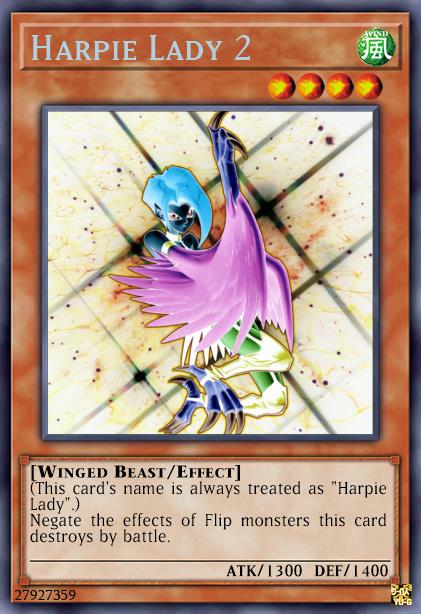 HARPIE LADY 2
WIND
風
[WINGED BEAST/EFFECT]
(This card's name is always treated as "Harpie
Lady".)
Negate the effects of Flip monsters this card
destroys by battle.
ATK/1300 DEF/1400
27927359